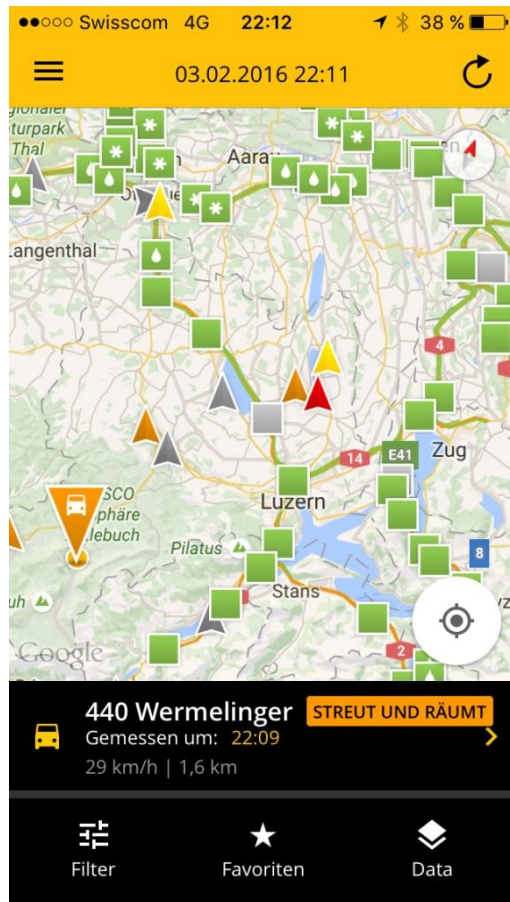 Swisscom 4G 22:12 38 %
03.02.2016 22:11
turpark
Thal
Aarau
Langenthal
4
14
E41
Zug
Luzern
Pilatus
8
Stans
2
Google
440 Wermelinger STREUT UND RÄUMT
Gemessen um: 22:09
29 km/h | 1,6 km
Filter Favoriten Data